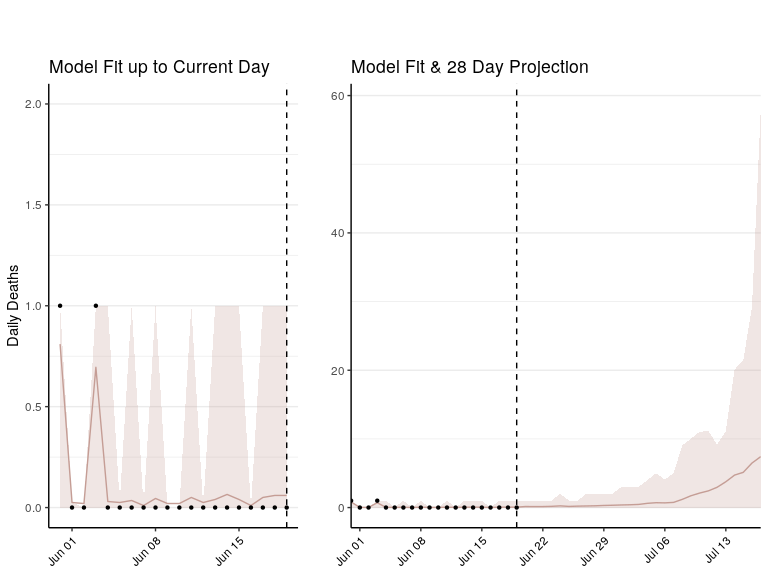 Model Fit up to Current Day
Model Fit & 28 Day Projection
Daily Deaths
2.0
1.5
1.0
0.5
0.0
Jun 01
Jun 08
Jun 15
60
40
20
0
Jun 01
Jun 08
Jun 15
Jun 22
Jun 29
Jul 06
Jul 13